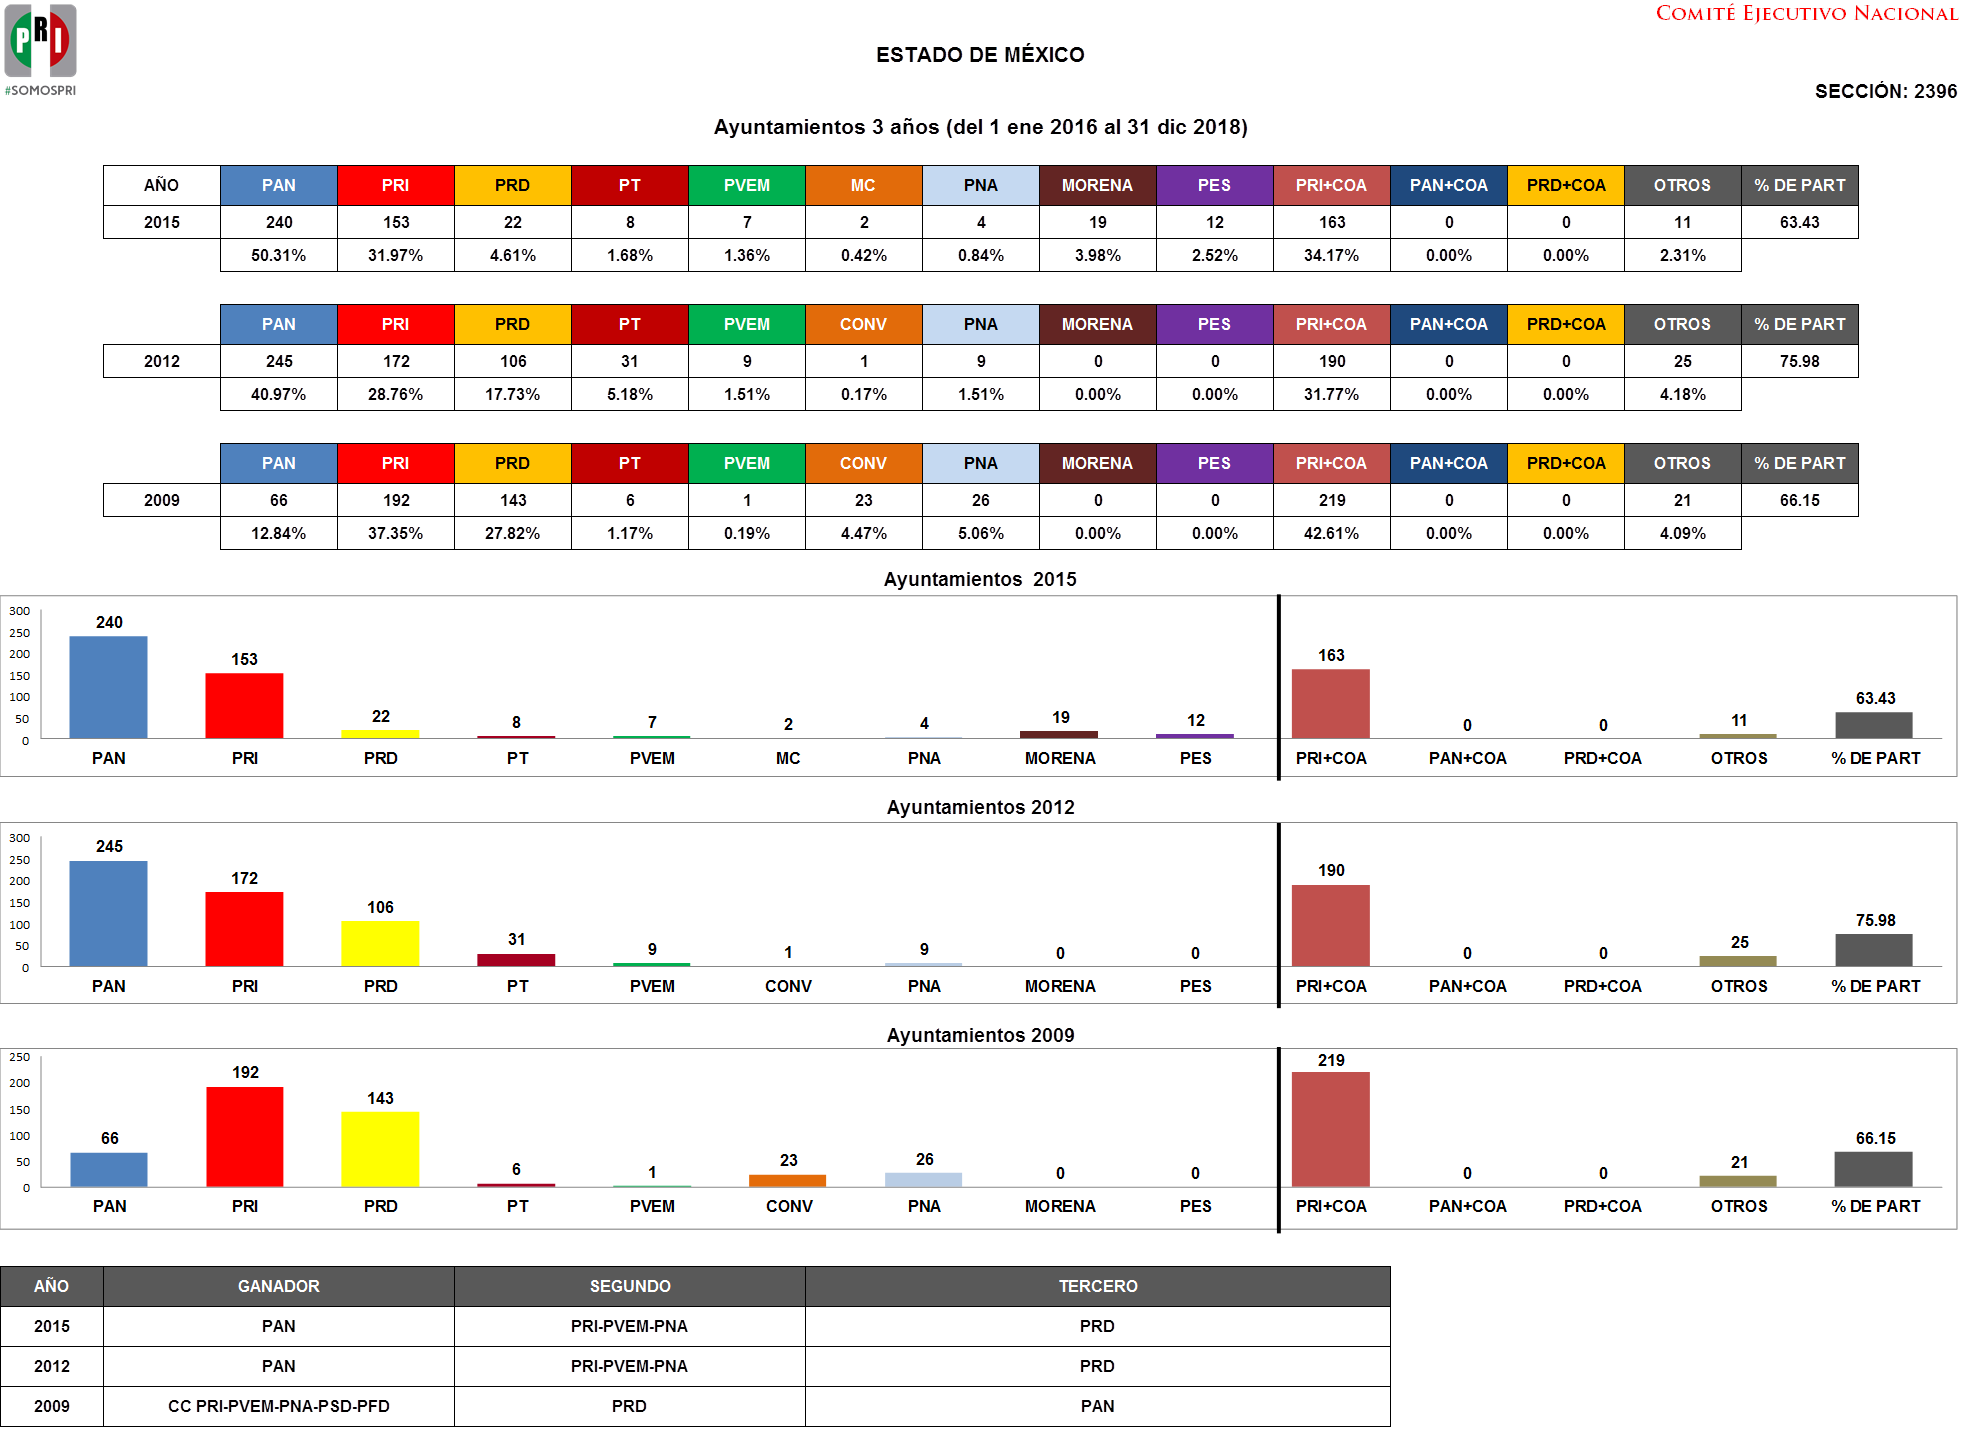 COMITÉ EJECUTIVO NACIONAL
PRI
#SOMOSPRI
ESTADO DE MÉXICO
SECCIÓN: 2396
Ayuntamientos 3 años (del 1 ene 2016 al 31 dic 2018)
AÑO PAN PRI PRD PT PVEM MC PNA MORENA PES PRI+COA PAN+COA PRD+COA OTROS % DE PART
2015 240 153 22 8 7 2 4 19 12 163 0 0 11 63.43
50.31% 31.97% 4.61% 1.68% 1.36% 0.42% 0.84% 3.98% 2.52% 34.17% 0.00% 0.00% 2.31%
PAN PRI PRD PT PVEM CONV PNA MORENA PES PRI+COA PAN+COA PRD+COA OTROS % DE PART
2012 245 172 106 31 9 1 9 0 0 190 0 0 25 75.98
40.97% 28.76% 17.73% 5.18% 1.51% 0.17% 1.51% 0.00% 0.00% 31.77% 0.00% 0.00% 4.18%
PAN PRI PRD PT PVEM CONV PNA MORENA PES PRI+COA PAN+COA PRD+COA OTROS % DE PART
2009 66 192 143 6 1 23 26 0 0 219 0 0 21 66.15
12.84% 37.35% 27.82% 1.17% 0.19% 4.47% 5.06% 0.00% 0.00% 42.61% 0.00% 0.00% 4.09%
Ayuntamientos 2015
300
250
200
150
100
50
0
240 153 22 8 7 2 4 19 12 163 0 0 11 63.43
PAN PRI PRD PT PVEM MC PNA MORENA PES PRI+COA PAN+COA PRD+COA OTROS % DE PART
Ayuntamientos 2012
300
250
200
150
100
50
0
245 172 106 31 9 1 9 0 0 190 0 0 25 75.98
PAN PRI PRD PT PVEM CONV PNA MORENA PES PRI+COA PAN+COA PRD+COA OTROS % DE PART
Ayuntamientos 2009
250
200
150
100
50
0
66 192 143 6 1 23 26 0 0 219 0 0 21 66.15
PAN PRI PRD PT PVEM CONV PNA MORENA PES PRI+COA PAN+COA PRD+COA OTROS % DE PART
AÑO GANADOR SEGUNDO TERCERO
2015 PAN PRI-PVEM-PNA PRD
2012 PAN PRI-PVEM-PNA PRD
2009 CC PRI-PVEM-PNA-PSD-PFD PRD PAN